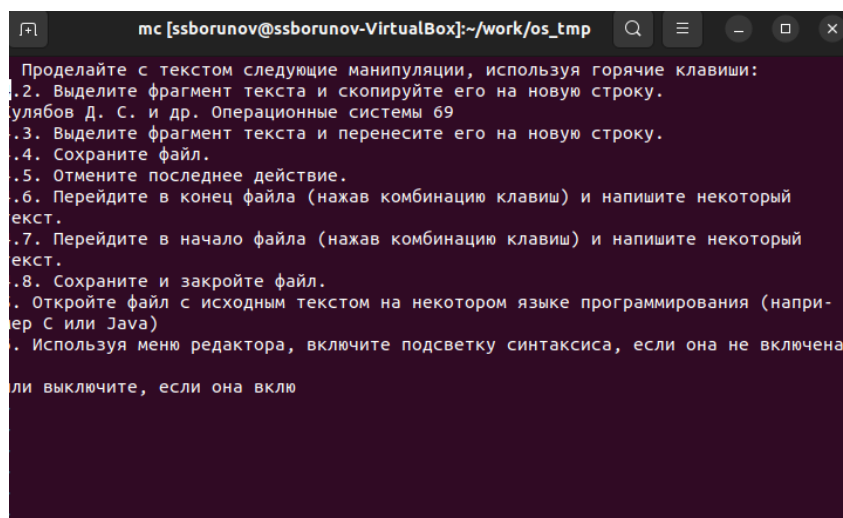 mc [ssborunov@ssborunov-VirtualBox]:~/work/os_tmp
Проделайте с текстом следующие манипуляции, используя горячие клавиши:
.2. Выделите фрагмент текста и скопируйте его на новую строку.
улябов Д. С. и др. Операционные системы 69
.3. Выделите фрагмент текста и перенесите его на новую строку.
.4. Сохраните файл.
.5. Отмените последнее действие.
.6. Перейдите в конец файла (нажав комбинацию клавиш) и напишите некоторый
екст.
.7. Перейдите в начало файла (нажав комбинацию клавиш) и напишите некоторый
екст.
.8. Сохраните и закройте файл.
. Откройте файл с исходным текстом на некотором языке программирования (напри-
ер C или Java)
. Используя меню редактора, включите подсветку синтаксиса, если она не включена
ли выключите, если она вклю